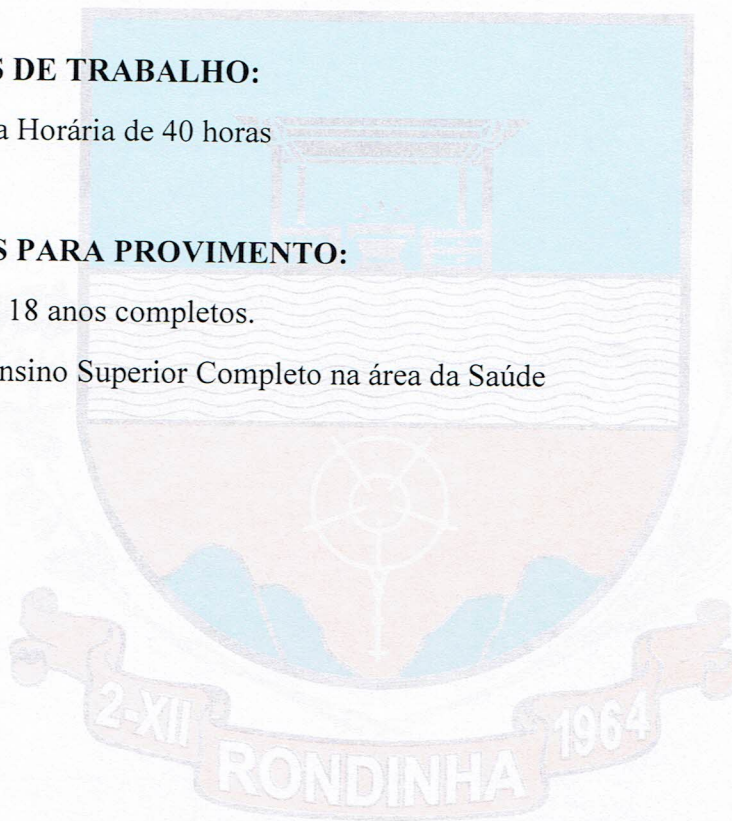 S DE TRABALHO:
a Horária de 40 horas
S PARA PROVIMENTO:
18 anos completos.
nsino Superior Completo na área da Saúde
2-XII RONDINHA 1964